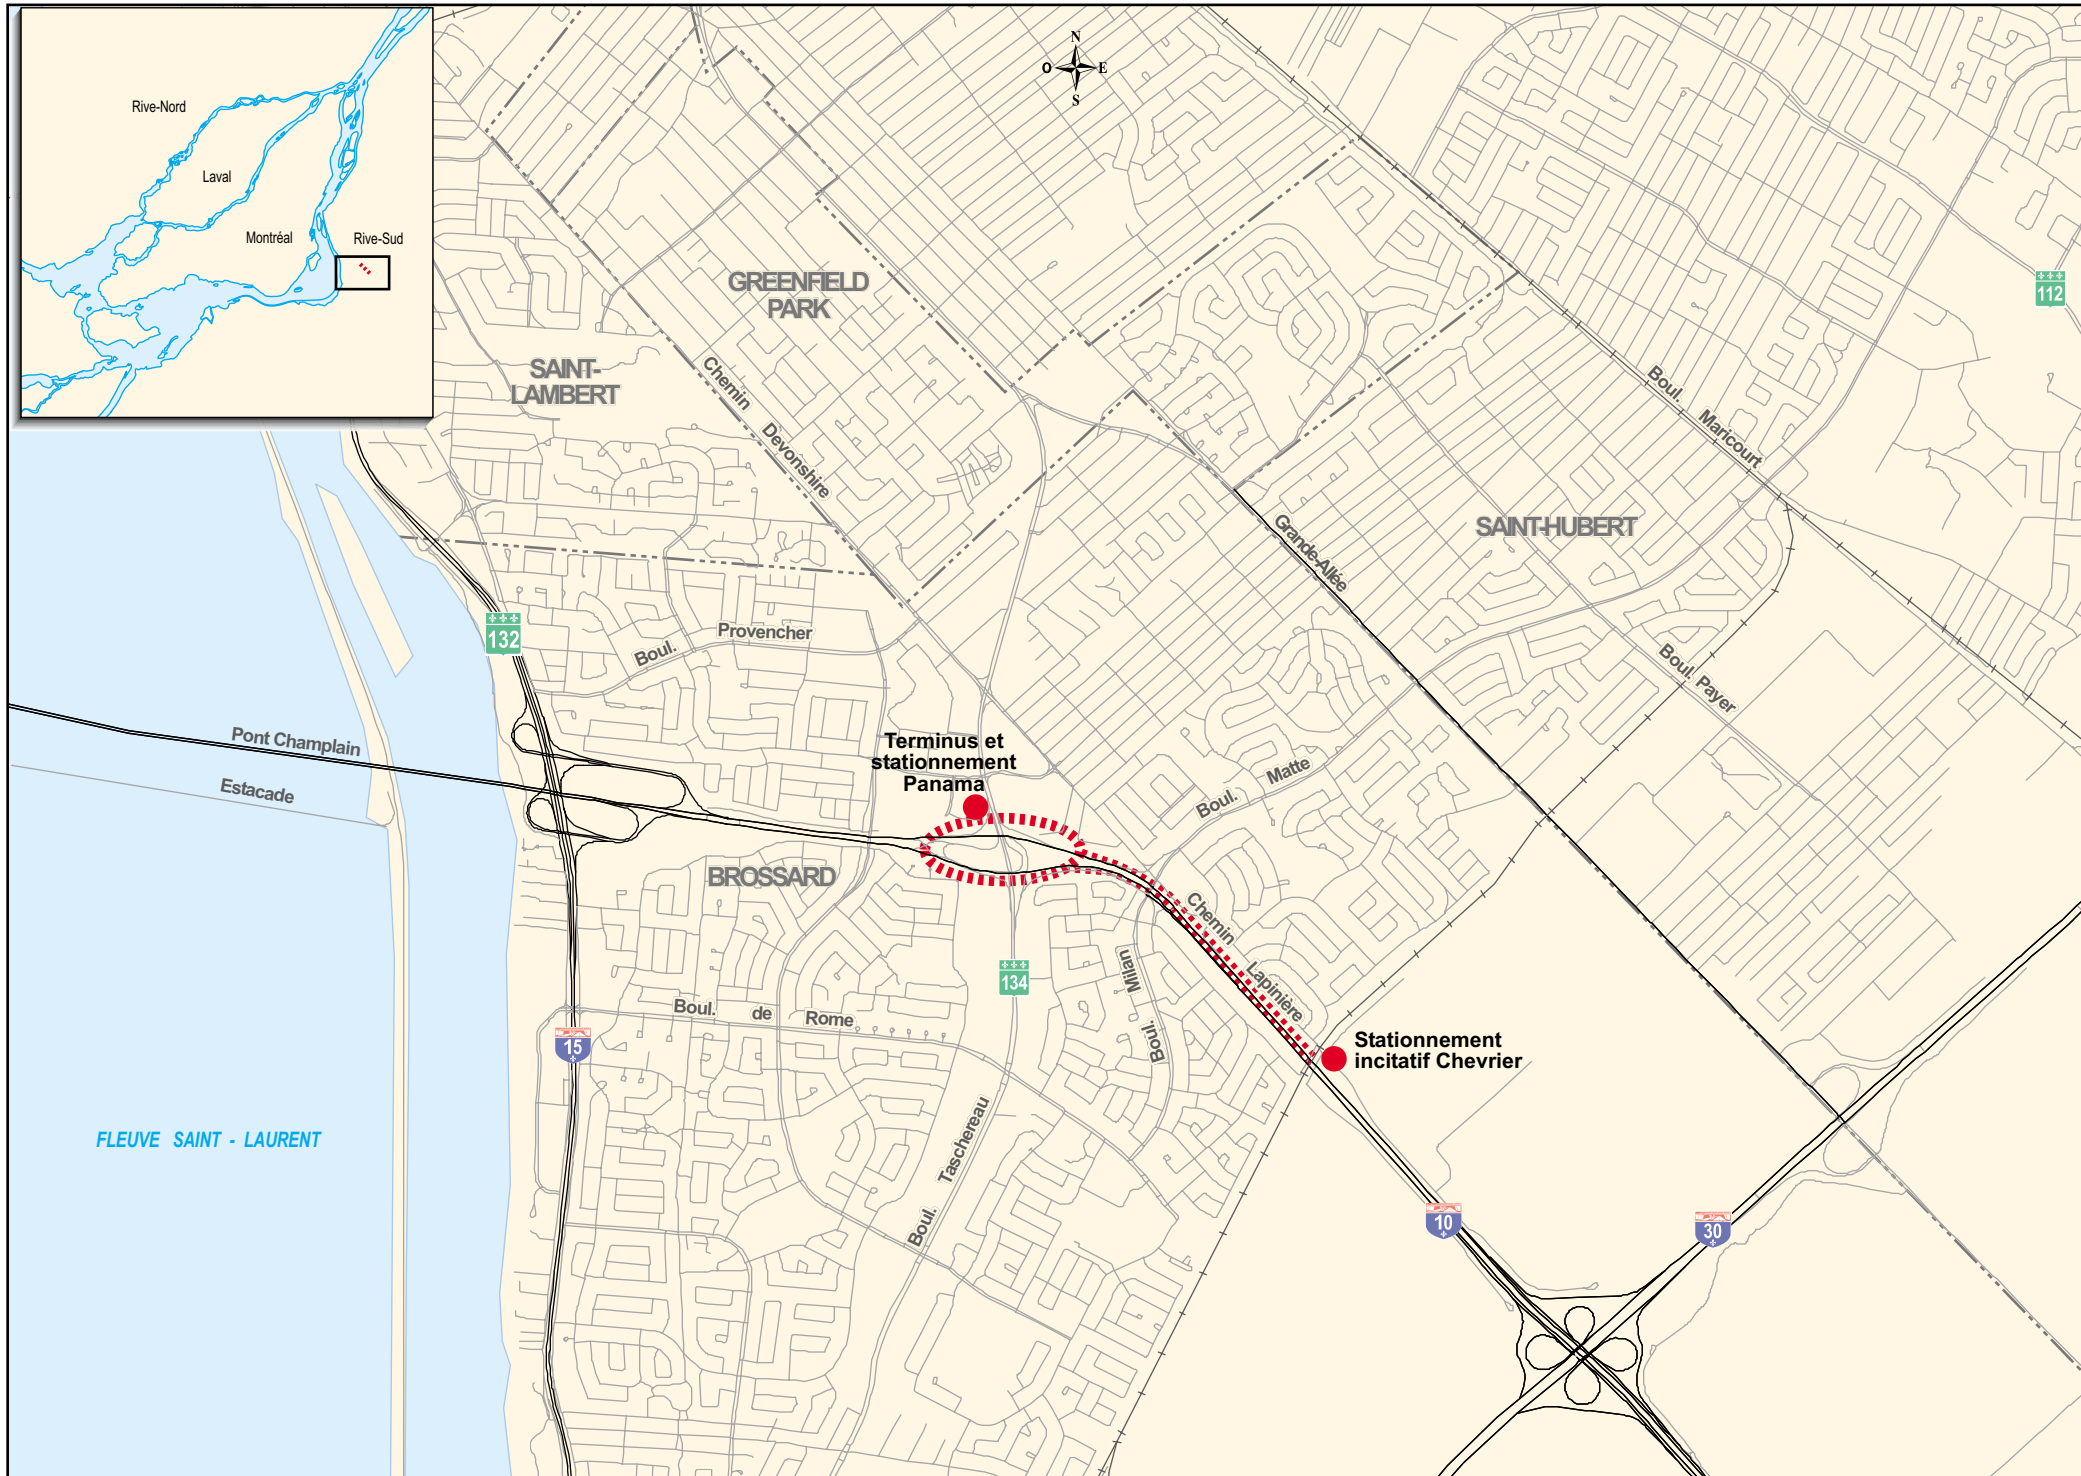 Rive-Nord
Laval
Montréal
Rive-Sud
N
O
E
S
GREENFIELD
PARK
112
SAINT-
LAMBERT
Chemin Devonshire
Boul. Maricourt
SAINT-HUBERT
Grande-Allée
132
Boul. Provencher
Boul. Payer
Pont Champlain
Estacade
Terminus et
stationnement
Panama
Boul. Matte
BROSSARD
Chemin Lapinière
134
Boul. Milan
Boul. de Rome
15
Stationnement
incitatif Chevrier
Boul. Taschereau
FLEUVE SAINT - LAURENT
10
30